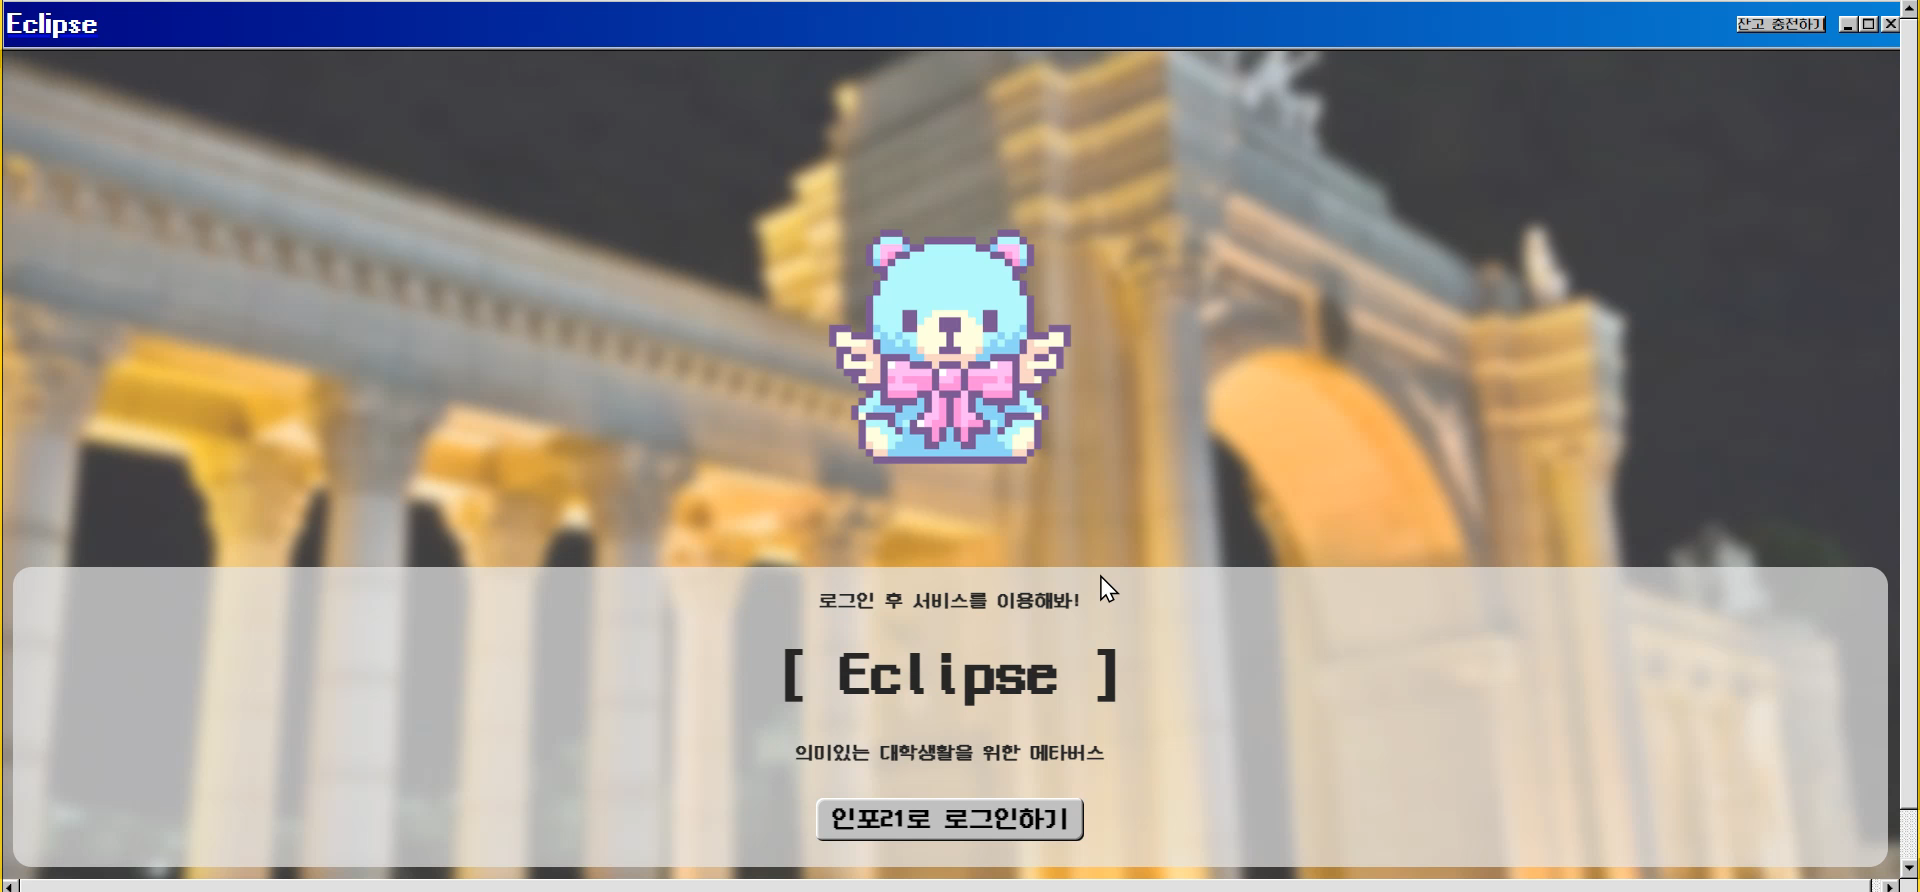 Eclipse
잔고 충전하기
로그인 후 서비스를 이용해봐!
[ Eclipse ]
의미있는 대학생활을 위한 메타버스
인포21로 로그인하기